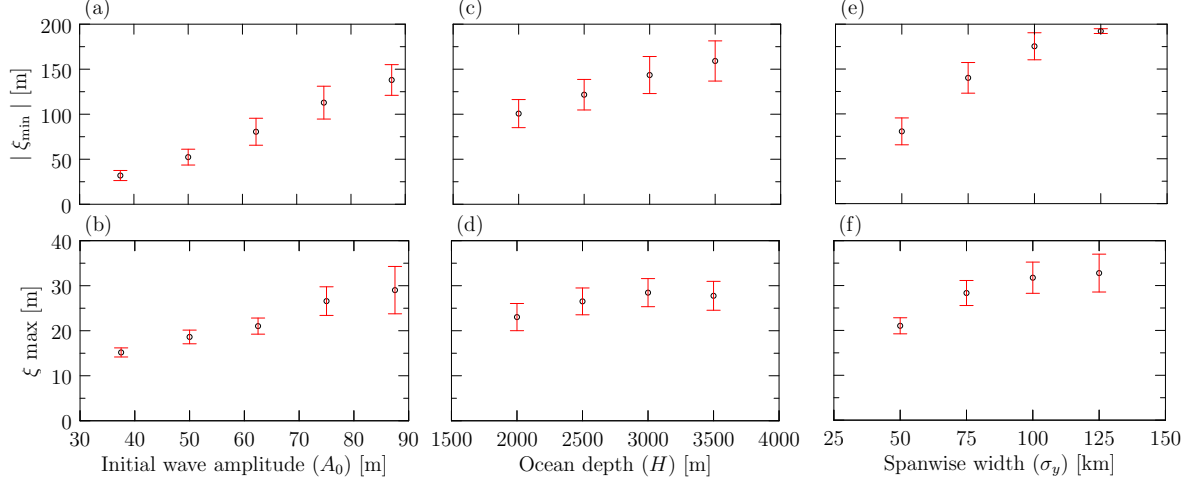 (a)
(c)
(e)
200
150
100
50
0
| ξmin | [m]
(b)
(d)
(f)
40
30
20
10
0
ξ max [m]
30 40 50 60 70 80 90
1500 2000 2500 3000 3500 4000
50 75 100 125 150
Initial wave amplitude (A₀) [m]
Ocean depth (H) [m]
Spanwise width (σy) [km]